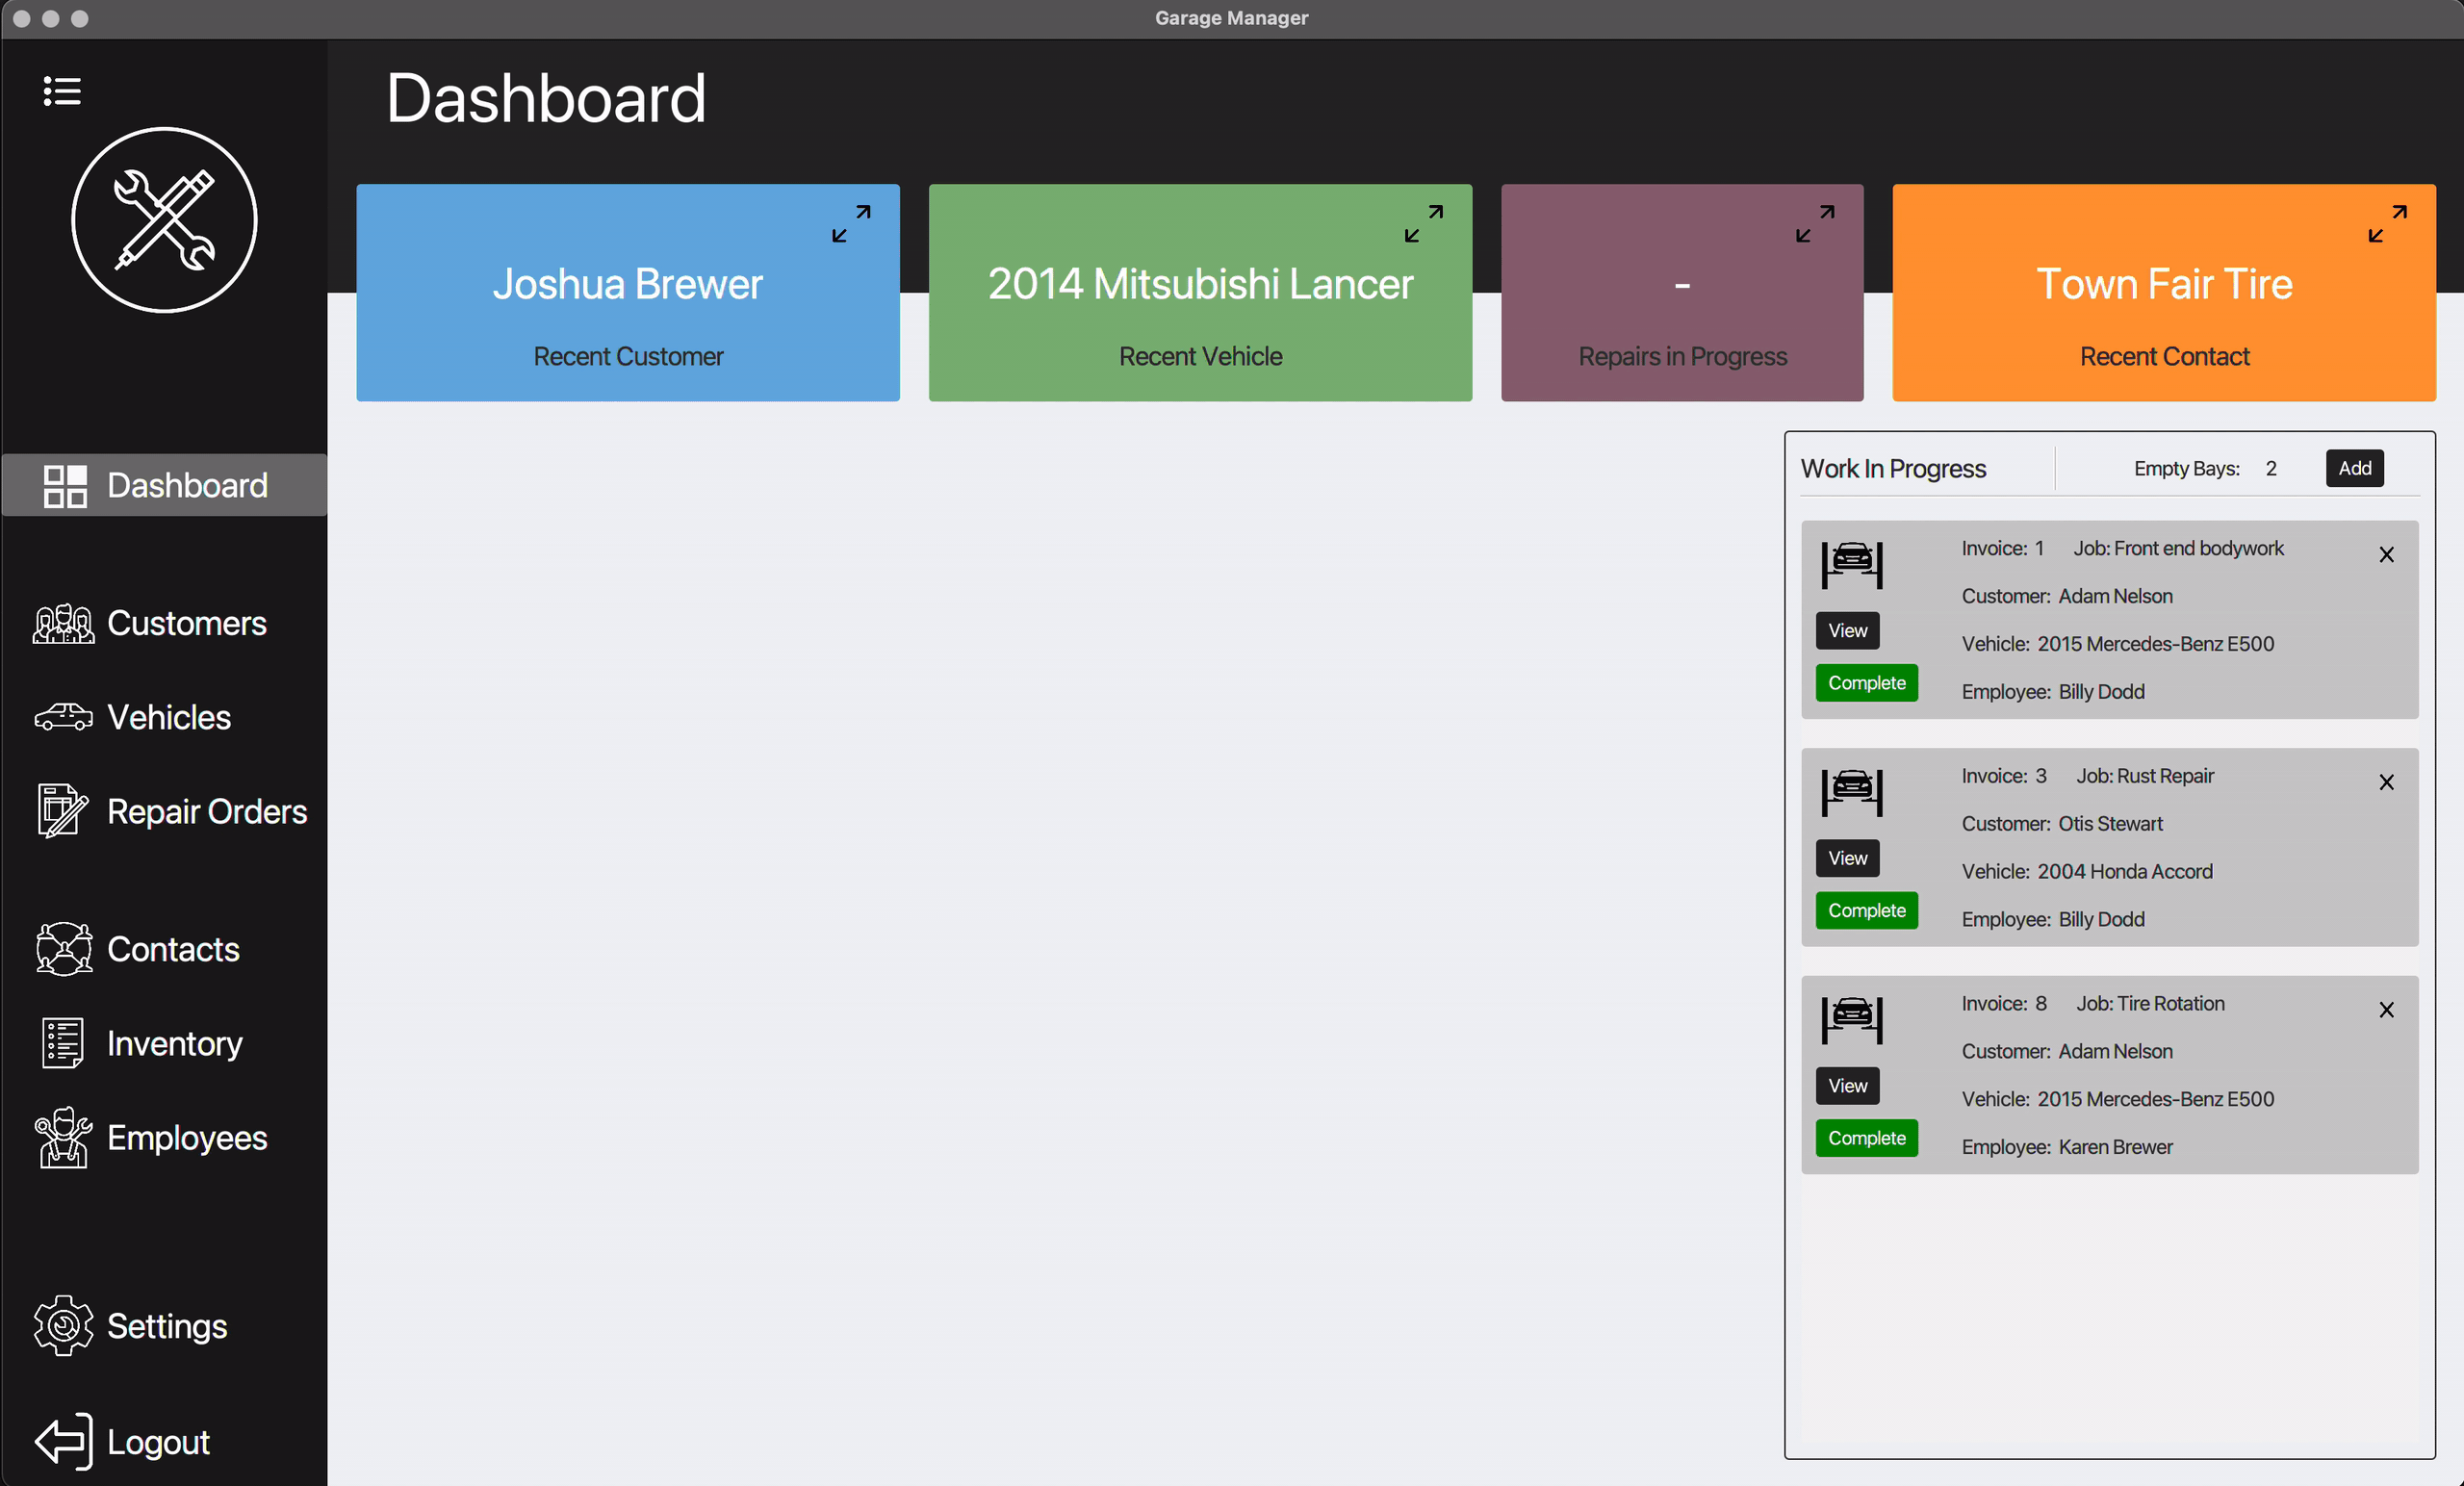 Garage Manager
Dashboard
Joshua Brewer
Recent Customer
2014 Mitsubishi Lancer
Recent Vehicle
-
Repairs in Progress
Town Fair Tire
Recent Contact
Dashboard
Customers
Vehicles
Repair Orders
Contacts
Inventory
Employees
Settings
Logout
Work In Progress Empty Bays: 2 Add
Invoice: 1 Job: Front end bodywork X
Customer: Adam Nelson
View
Vehicle: 2015 Mercedes-Benz E500
Complete
Employee: Billy Dodd
Invoice: 3 Job: Rust Repair X
Customer: Otis Stewart
View
Vehicle: 2004 Honda Accord
Complete
Employee: Billy Dodd
Invoice: 8 Job: Tire Rotation X
Customer: Adam Nelson
View
Vehicle: 2015 Mercedes-Benz E500
Complete
Employee: Karen Brewer